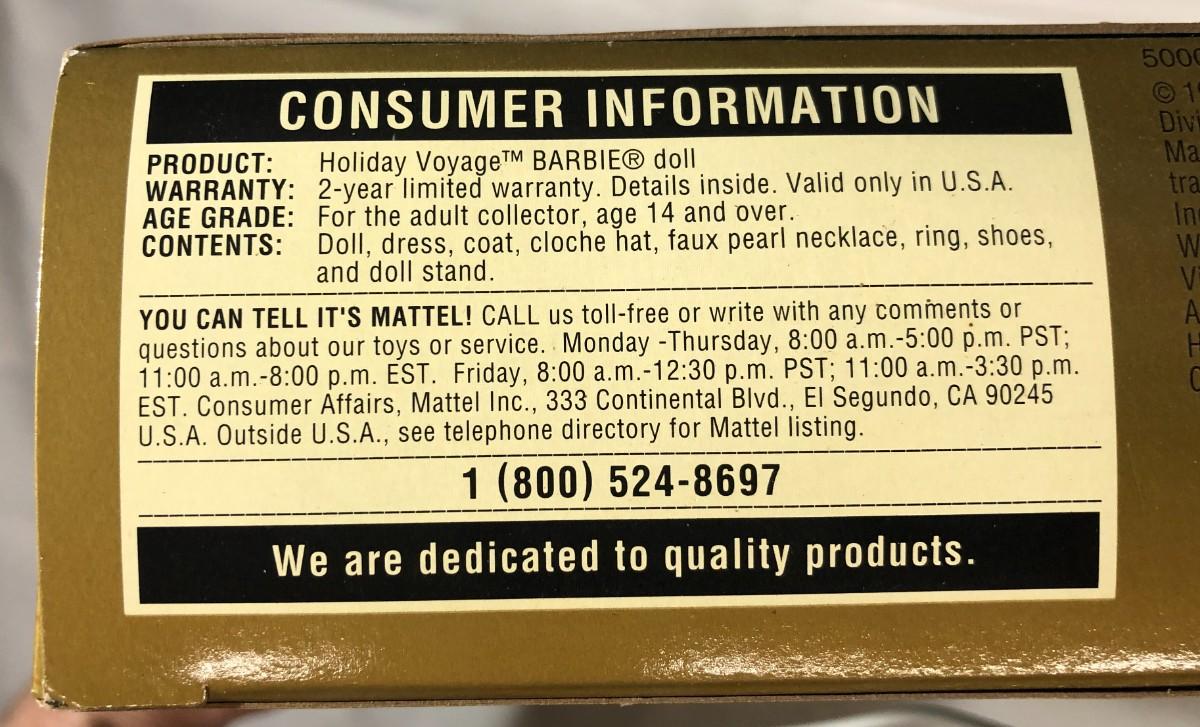 CONSUMER INFORMATION
PRODUCT: Holiday Voyage™ BARBIE® doll
WARRANTY: 2-year limited warranty. Details inside. Valid only in U.S.A.
AGE GRADE: For the adult collector, age 14 and over.
CONTENTS: Doll, dress, coat, cloche hat, faux pearl necklace, ring, shoes,
and doll stand.
YOU CAN TELL IT'S MATTEL! CALL us toll-free or write with any comments or
questions about our toys or service. Monday -Thursday, 8:00 a.m.-5:00 p.m. PST;
11:00 a.m.-8:00 p.m. EST. Friday, 8:00 a.m.-12:30 p.m. PST; 11:00 a.m.-3:30 p.m.
EST. Consumer Affairs, Mattel Inc., 333 Continental Blvd., El Segundo, CA 90245
U.S.A. Outside U.S.A., see telephone directory for Mattel listing.
1 (800) 524-8697
We are dedicated to quality products.